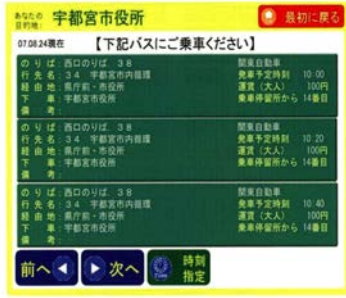 あなたの目的地: 宇都宮市役所
最初に戻る
07.08.24現在 【下記バスにご乗車ください】
のりば:西口のりば 38 関東自動車
行先名:34 宇都宮市内循環 発車予定時刻 10:00
経由地:県庁前・市役所 運賃(大人) 100円
下車:宇都宮市役所 乗車停留所から 14番目
備考:
のりば:西口のりば 38 関東自動車
行先名:34 宇都宮市内循環 発車予定時刻 10:20
経由地:県庁前・市役所 運賃(大人) 100円
下車:宇都宮市役所 乗車停留所から 14番目
備考:
のりば:西口のりば 38 関東自動車
行先名:34 宇都宮市内循環 発車予定時刻 10:40
経由地:県庁前・市役所 運賃(大人) 100円
下車:宇都宮市役所 乗車停留所から 14番目
備考:
前へ 次へ 時刻指定